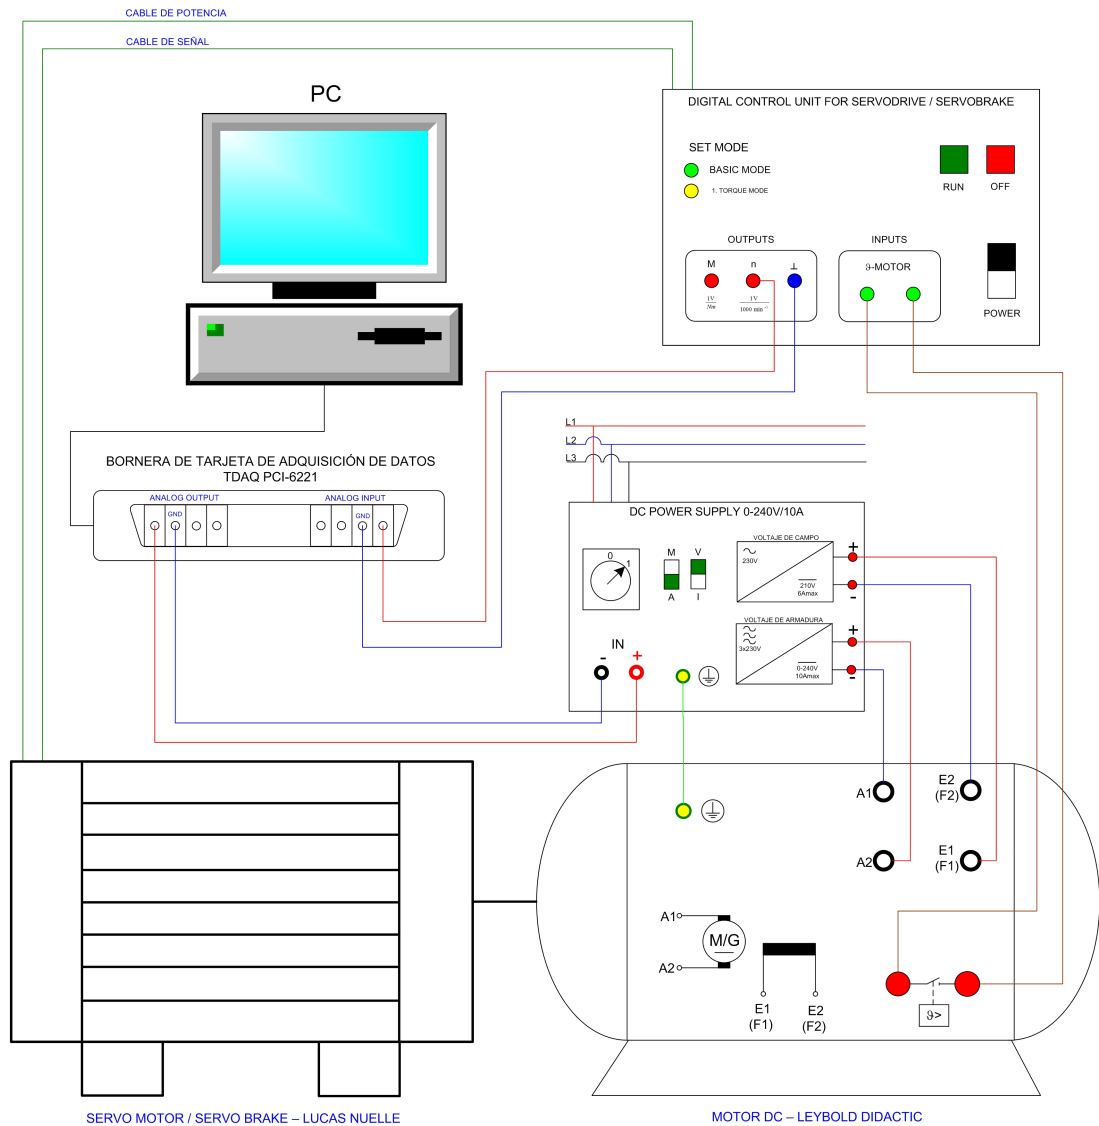 CABLE DE POTENCIA
CABLE DE SEÑAL
PC
DIGITAL CONTROL UNIT FOR SERVODRIVE / SERVOBRAKE
SET MODE
BASIC MODE
1. TORQUE MODE
RUN
OFF
OUTPUTS
INPUTS
M
n
⊥
ϑ-MOTOR
1V
Nm
1V
1000 min⁻¹
POWER
L1
L2
L3
BORNERA DE TARJETA DE ADQUISICIÓN DE DATOS
TDAQ PCI-6221
ANALOG OUTPUT
ANALOG INPUT
GND
GND
DC POWER SUPPLY 0-240V/10A
0
1
M
A
V
I
VOLTAJE DE CAMPO
230V
210V
6Amax
+
-
VOLTAJE DE ARMADURA
3x230V
0-240V
10Amax
+
-
IN
-
+
A1
E2
(F2)
A2
E1
(F1)
A1
M/G
A2
E1
(F1)
E2
(F2)
ϑ>
SERVO MOTOR / SERVO BRAKE – LUCAS NUELLE
MOTOR DC – LEYBOLD DIDACTIC